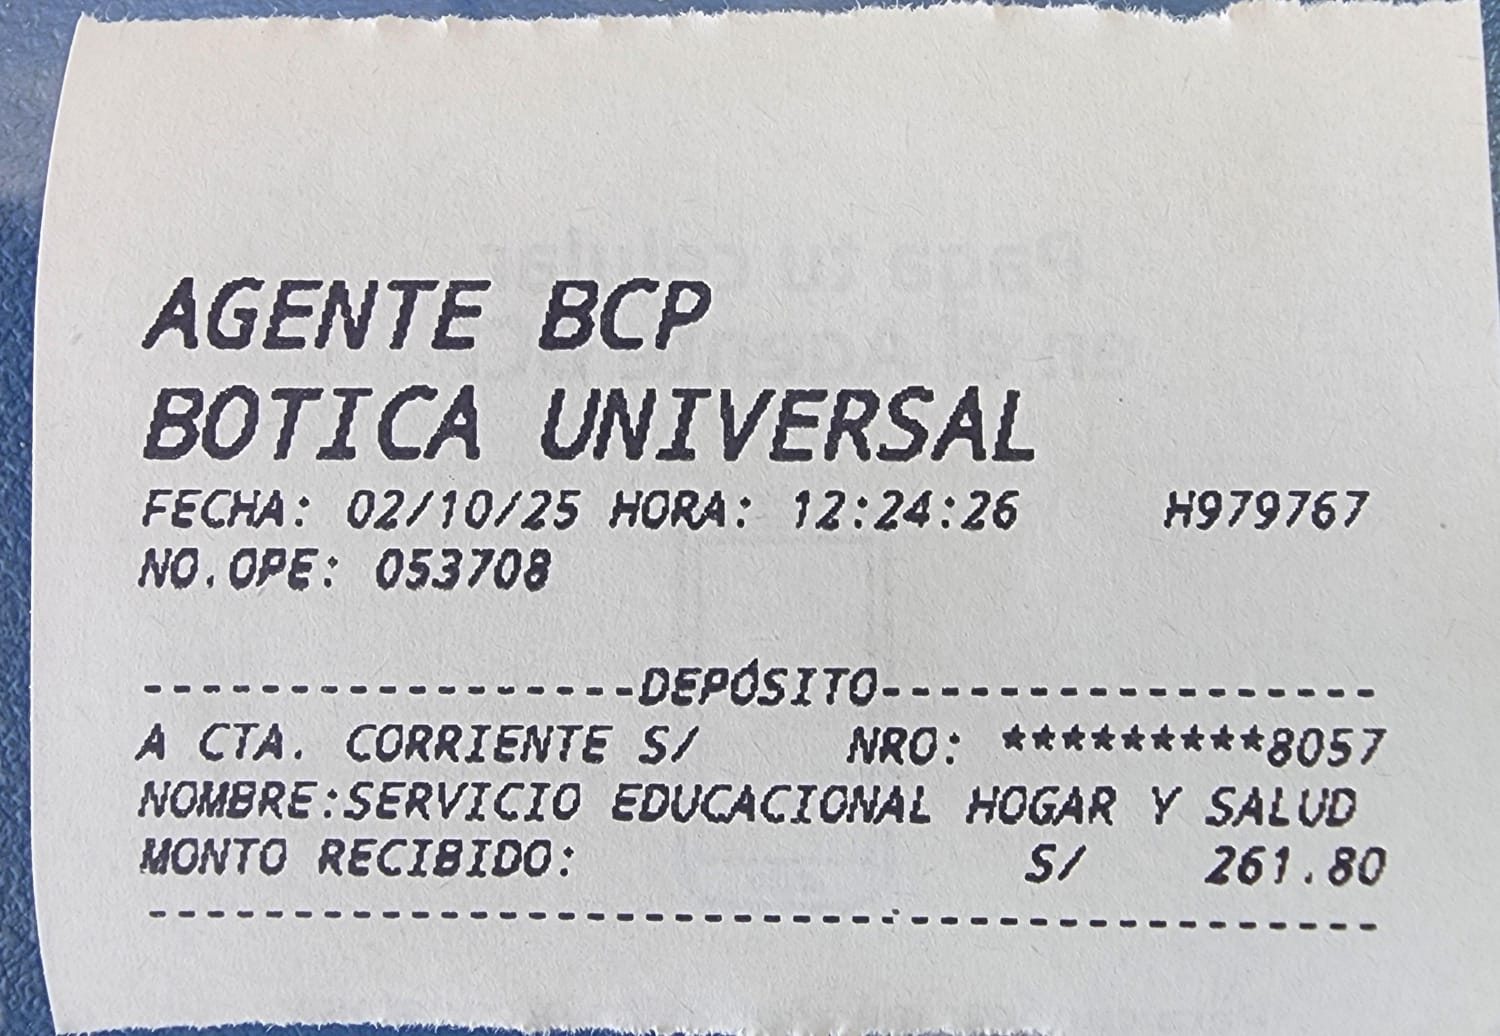 AGENTE BCP
BOTICA UNIVERSAL
FECHA: 02/10/25 HORA: 12:24:26 H979767
NO.OPE: 053708
------------------DEPÓSITO------------------
A CTA. CORRIENTE S/ NRO: *********8057
NOMBRE:SERVICIO EDUCACIONAL HOGAR Y SALUD
MONTO RECIBIDO: S/ 261.80
-------------------------------------------